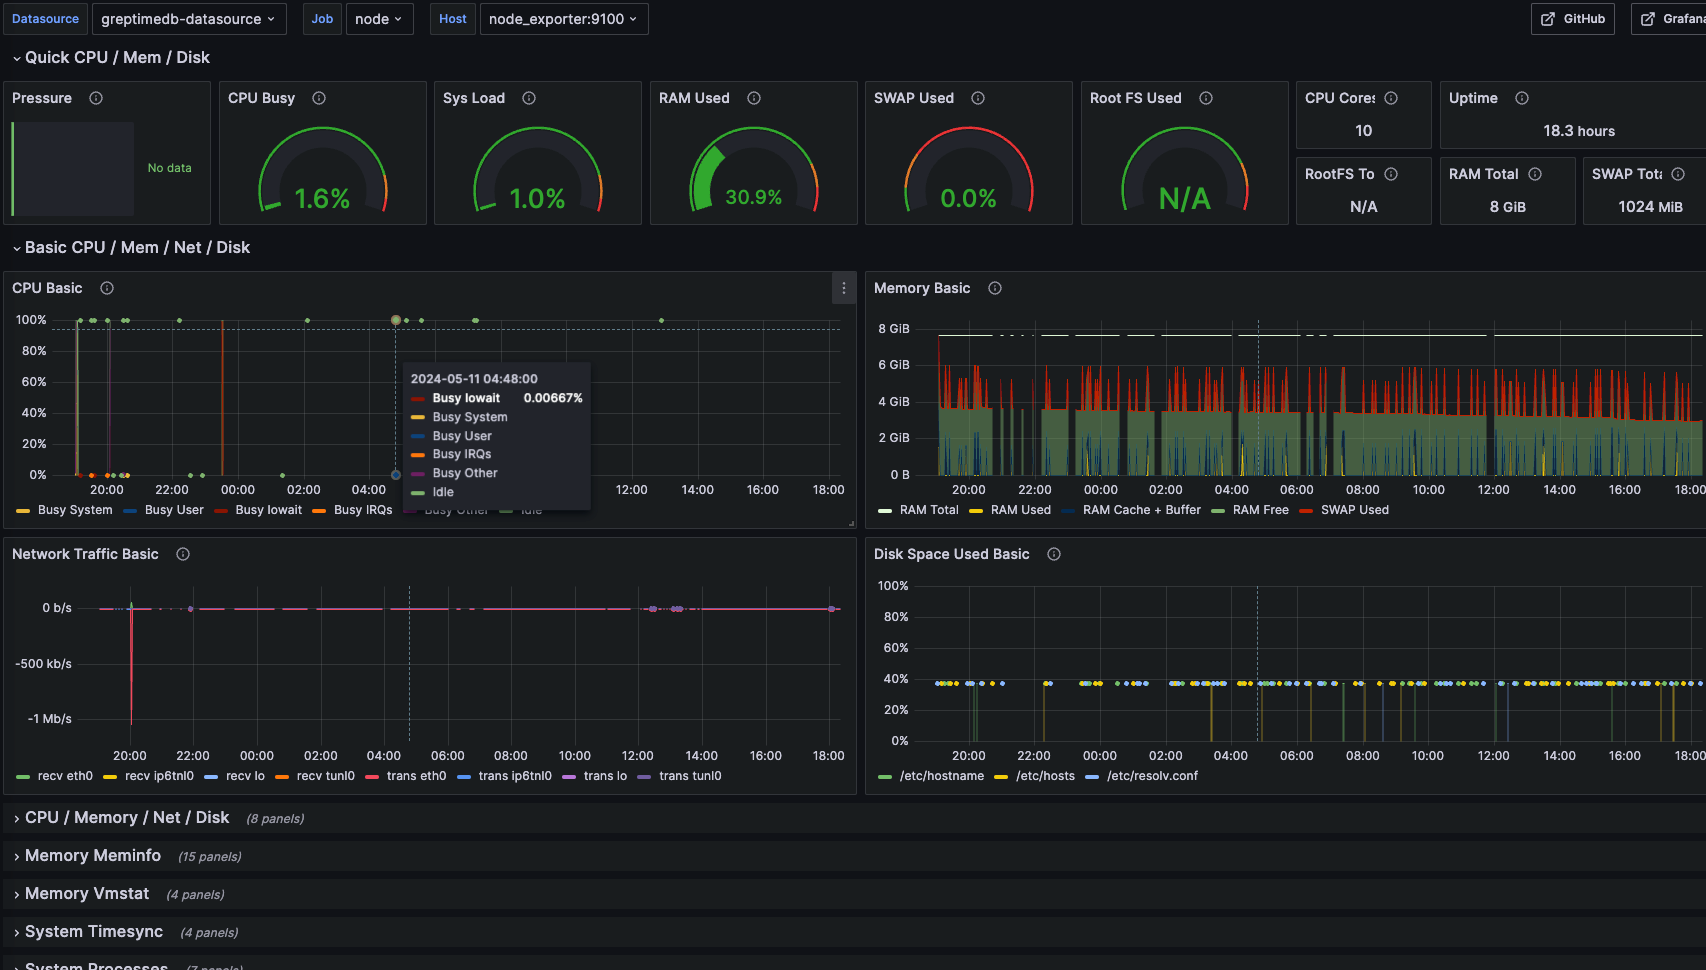 Datasource greptimedb-datasource Job node Host node_exporter:9100 GitHub Grafana
Quick CPU / Mem / Disk
Pressure CPU Busy Sys Load RAM Used SWAP Used Root FS Used CPU Cores Uptime
10 18.3 hours
No data
RootFS To RAM Total SWAP Tota
1.6% 1.0% 30.9% 0.0% N/A N/A 8 GiB 1024 MiB
Basic CPU / Mem / Net / Disk
CPU Basic
100%
80%
60%
40%
20%
0%
20:00 22:00 00:00 02:00 04:00 12:00 14:00 16:00 18:00
2024-05-11 04:48:00
Busy Iowait 0.00667%
Busy System
Busy User
Busy IRQs
Busy Other
Idle
Busy System Busy User Busy Iowait Busy IRQs Busy Other Idle
Memory Basic
8 GiB
6 GiB
4 GiB
2 GiB
0 B
20:00 22:00 00:00 02:00 04:00 06:00 08:00 10:00 12:00 14:00 16:00 18:00
RAM Total RAM Used RAM Cache + Buffer RAM Free SWAP Used
Network Traffic Basic
0 b/s
-500 kb/s
-1 Mb/s
20:00 22:00 00:00 02:00 04:00 06:00 08:00 10:00 12:00 14:00 16:00 18:00
recv eth0 recv ip6tnl0 recv lo recv tunl0 trans eth0 trans ip6tnl0 trans lo trans tunl0
Disk Space Used Basic
100%
80%
60%
40%
20%
0%
20:00 22:00 00:00 02:00 04:00 06:00 08:00 10:00 12:00 14:00 16:00 18:00
/etc/hostname /etc/hosts /etc/resolv.conf
CPU / Memory / Net / Disk (8 panels)
Memory Meminfo (15 panels)
Memory Vmstat (4 panels)
System Timesync (4 panels)
System Processes (7 panels)